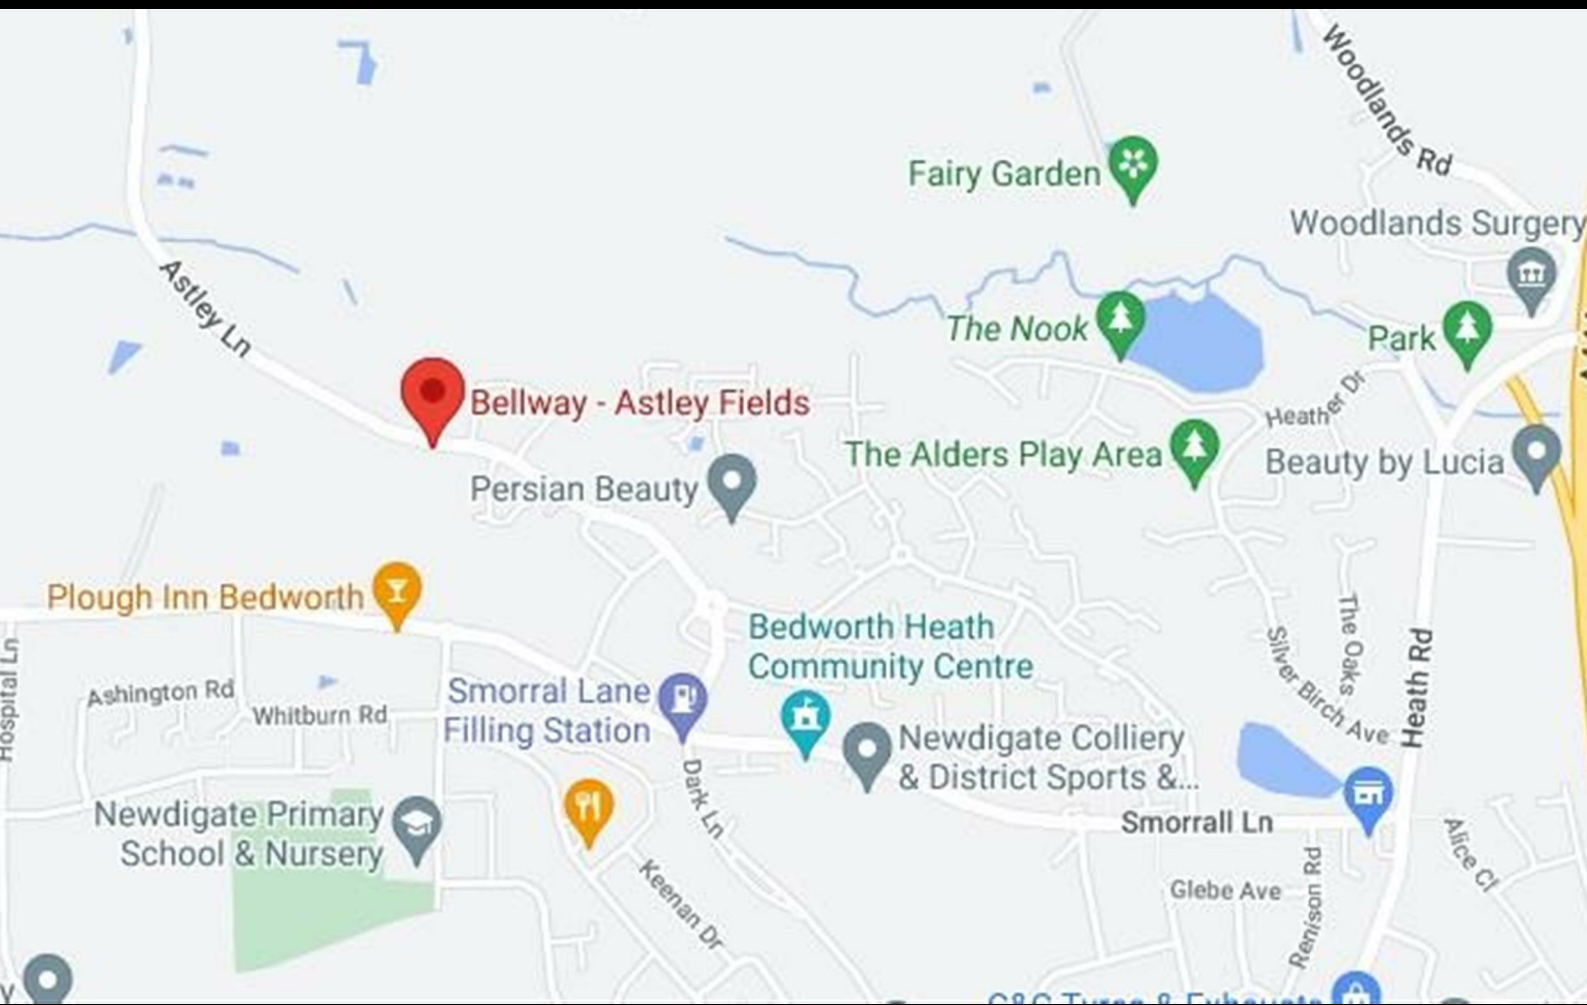 Woodlands Rd
Fairy Garden
Woodlands Surgery
Astley Ln
The Nook
Park
Bellway - Astley Fields
Heather Dr
The Alders Play Area
Beauty by Lucia
Persian Beauty
Plough Inn Bedworth
Bedworth Heath
Community Centre
The Oaks
Silver Birch Ave
Heath Rd
Hospital Ln
Ashington Rd
Whitburn Rd
Smorral Lane
Filling Station
Newdigate Colliery
& District Sports &...
Dark Ln
Smorrall Ln
Newdigate Primary
School & Nursery
Alice Cl
Keenan Dr
Glebe Ave
Renison Rd
C&C Tyres & Exhausts